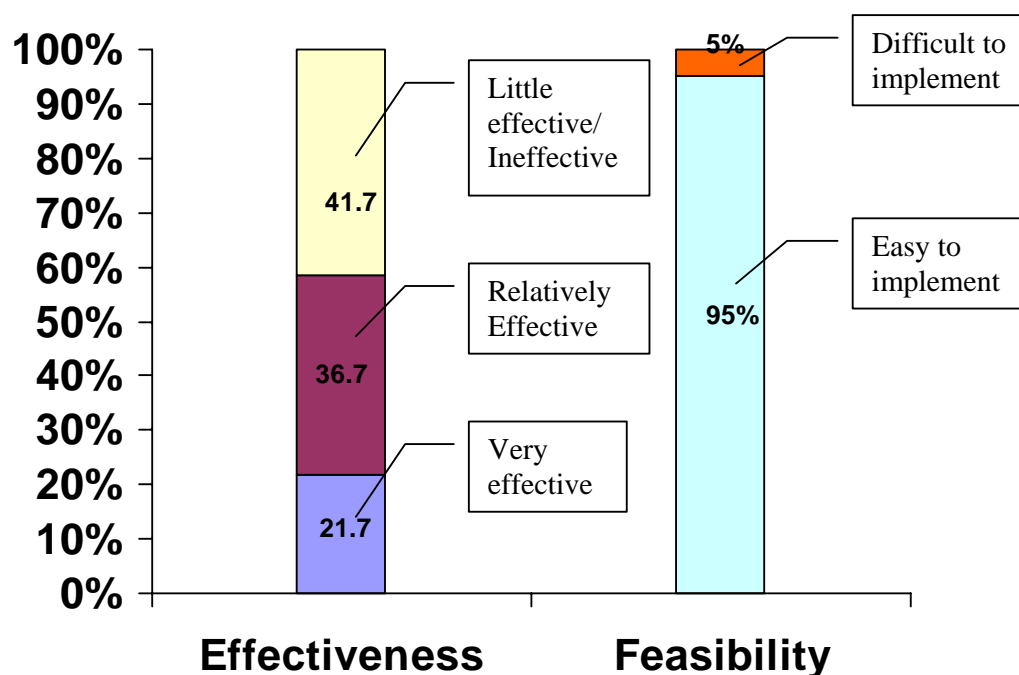 100%
90%
80%
70%
60%
50%
40%
30%
20%
10%
0%
41.7
36.7
21.7
Little
effective/
Ineffective
Relatively
Effective
Very
effective
5%
95%
Difficult to
implement
Easy to
implement
Effectiveness
Feasibility